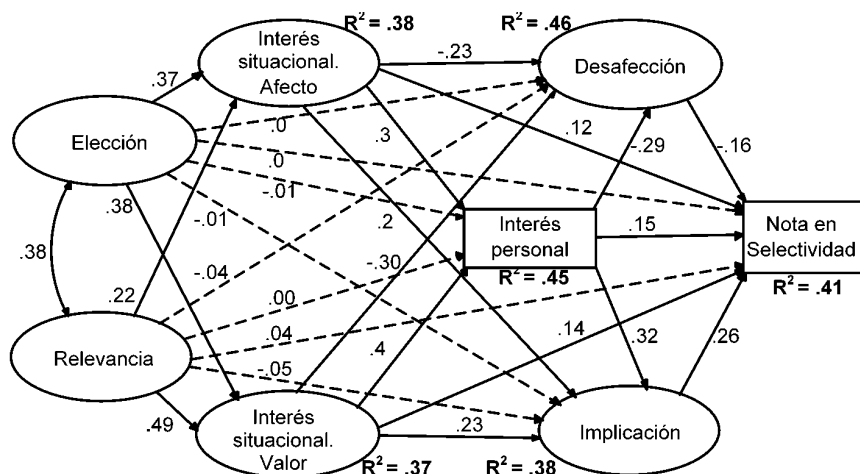 R² = .38
R² = .46
Interés
situacional.
Afecto
-.23
Desafección
.37
Elección
.0
.3
.12
-.29
-.16
.0
-.01
.38
-.01
.2
Interés
personal
.15
Nota en
Selectividad
.38
-.04
-.30
R² = .45
R² = .41
.22
.00
.04
.14
.32
.26
Relevancia
-.05
.4
.49
Interés
situacional.
Valor
.23
Implicación
R² = .37
R² = .38